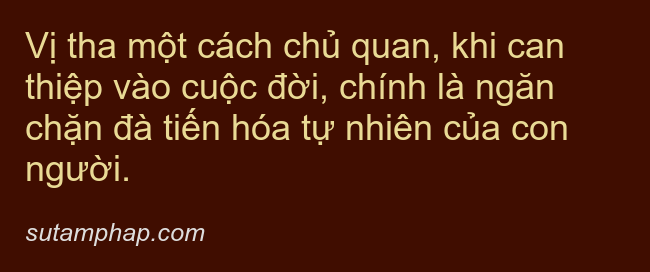 Vị tha một cách chủ quan, khi can
thiệp vào cuộc đời, chính là ngăn
chặn đà tiến hóa tự nhiên của con
người.
sutamphap.com